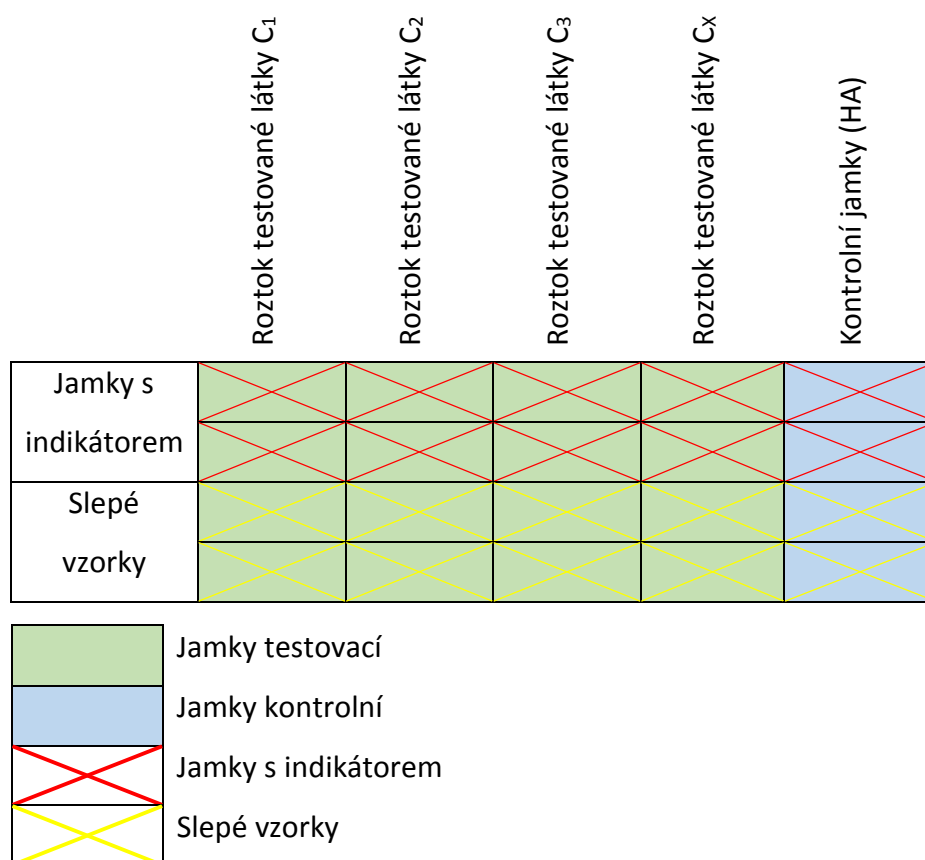 Roztok testované látky C₁
Roztok testované látky C₂
Roztok testované látky C₃
Roztok testované látky Cₓ
Kontrolní jamky (HA)
Jamky s
indikátorem
Slepé
vzorky
Jamky testovací
Jamky kontrolní
Jamky s indikátorem
Slepé vzorky